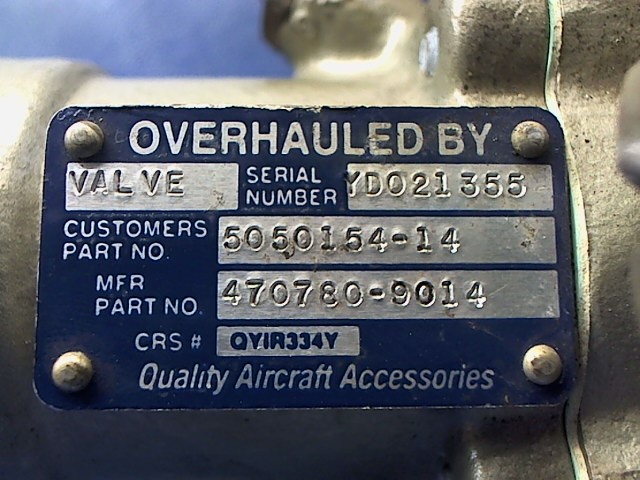 OVERHAULED BY
VALVE SERIAL NUMBER YD021355
CUSTOMERS PART NO. 5050154-14
MFR PART NO. 470780-9014
CRS # QYIR334Y
Quality Aircraft Accessories